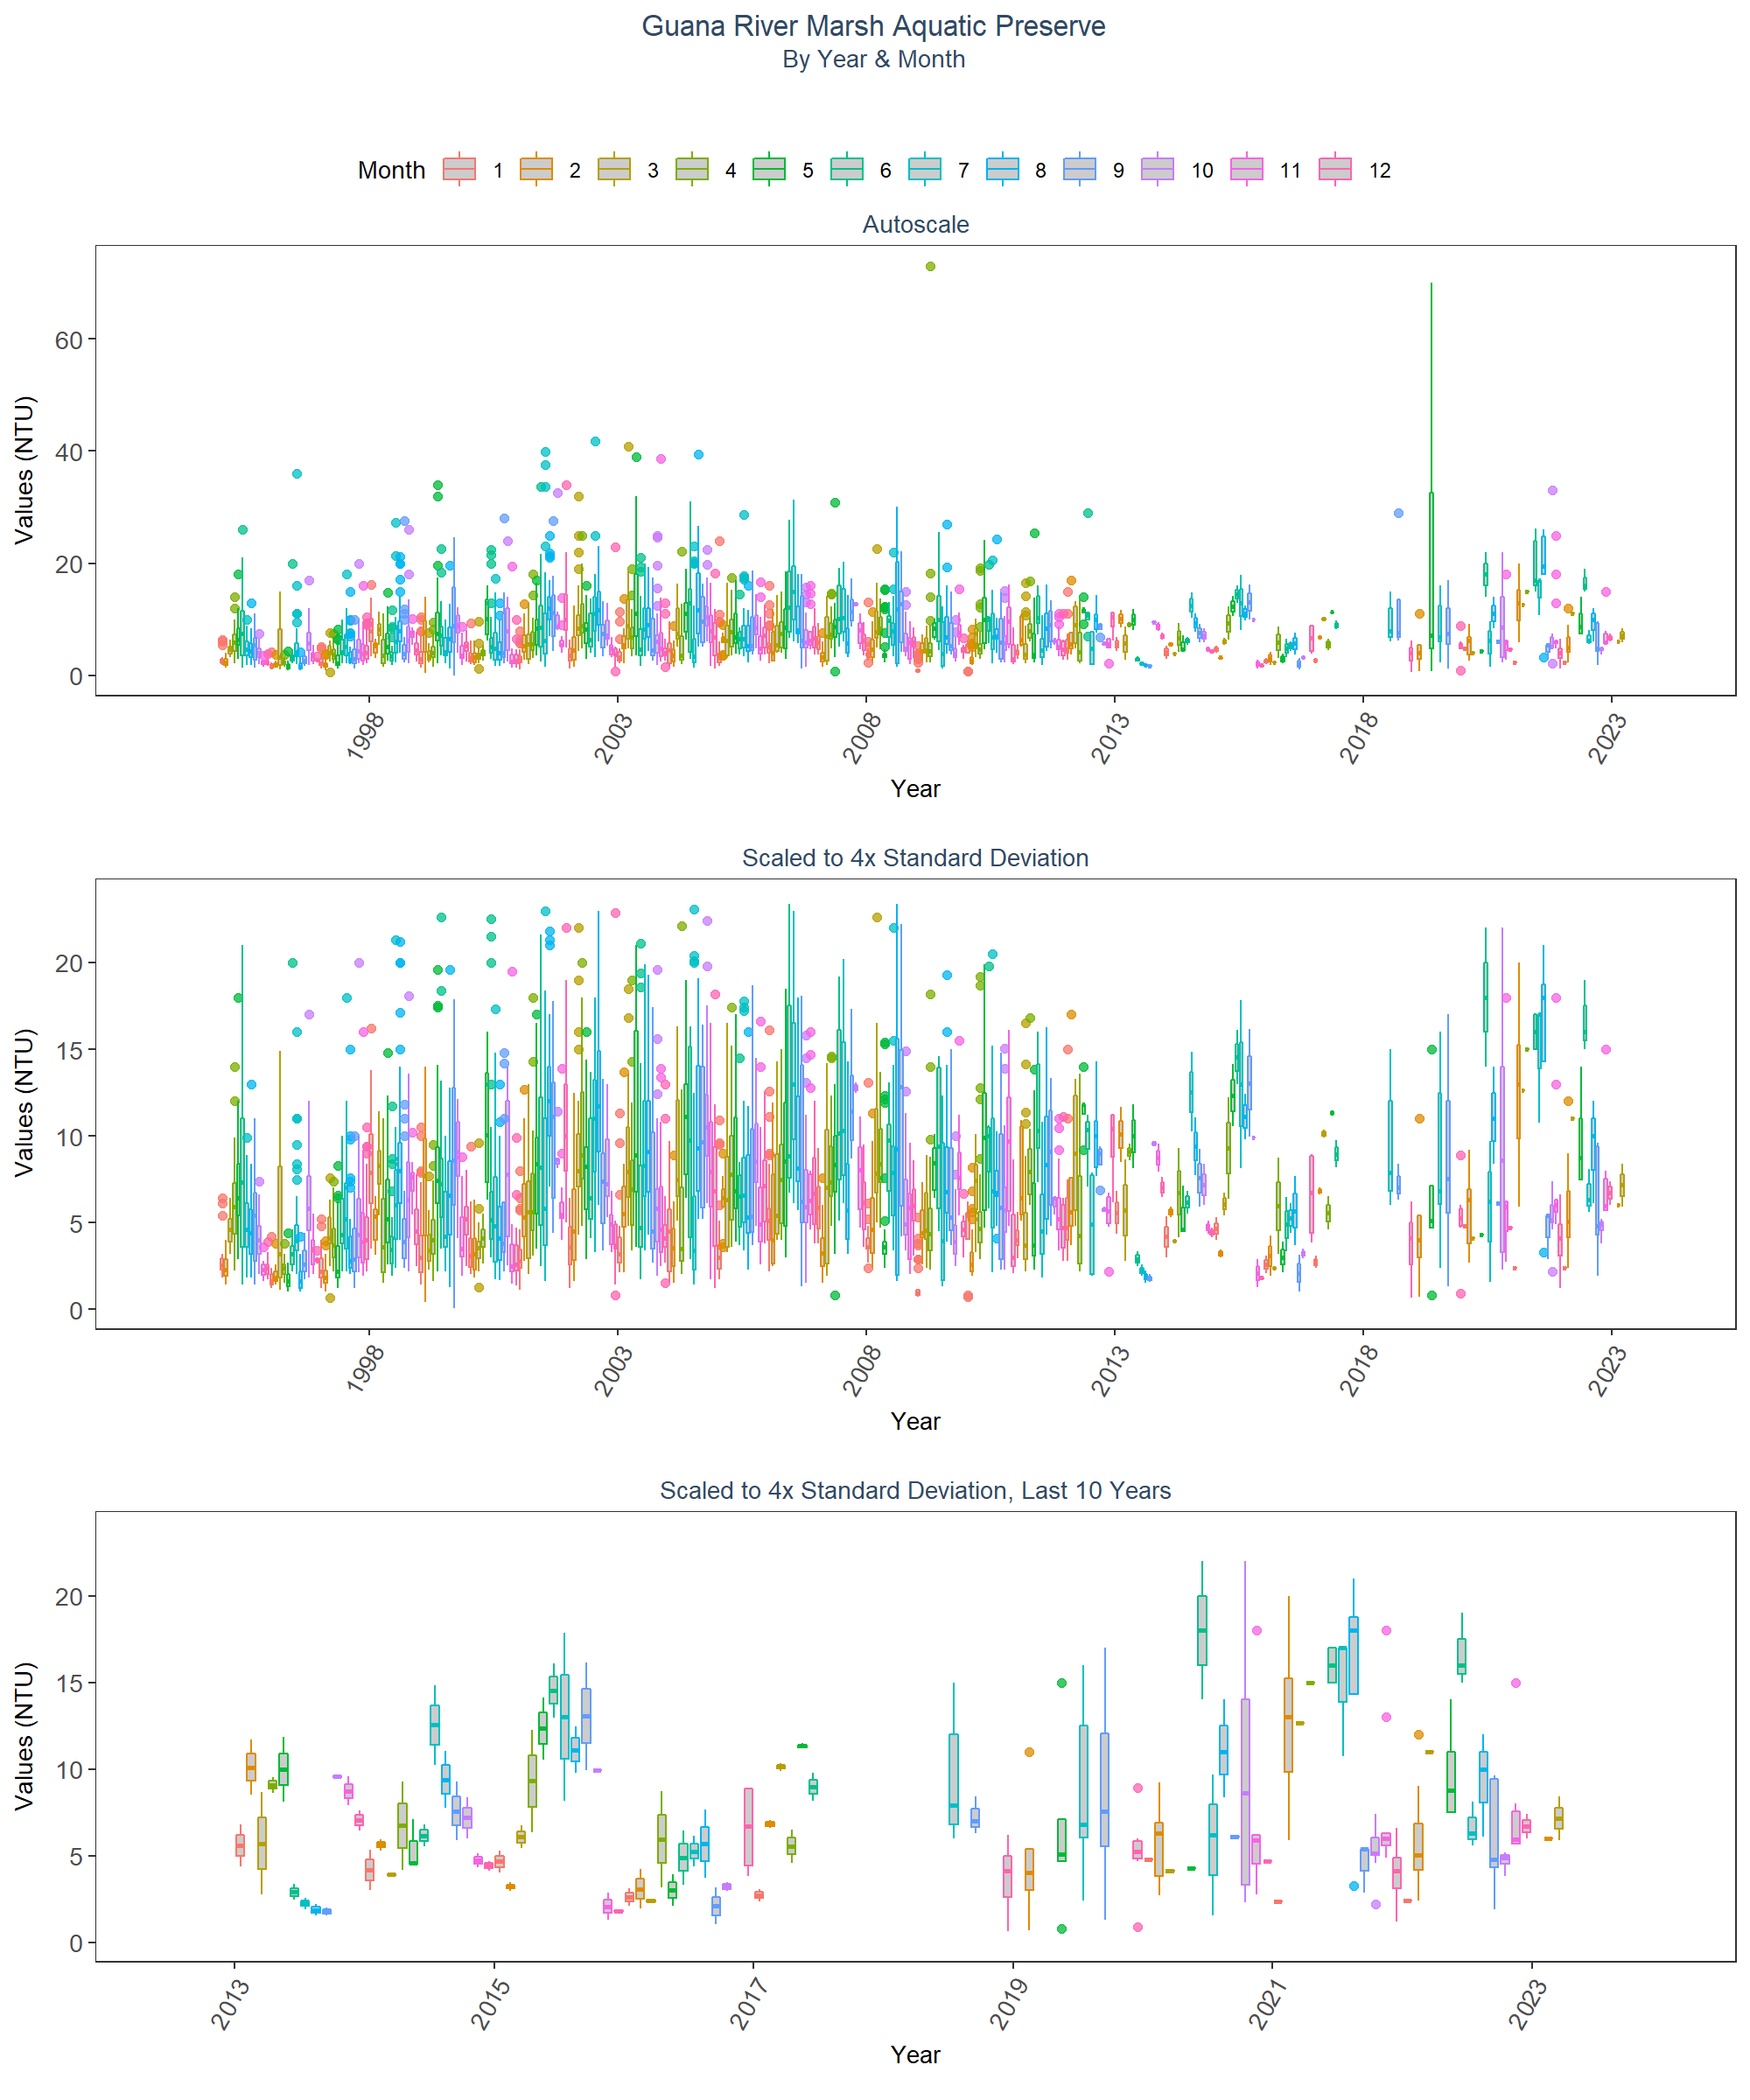 Guana River Marsh Aquatic Preserve
By Year & Month
Month 1 2 3 4 5 6 7 8 9 10 11 12
Autoscale
Values (NTU)
60
40
20
0
1998 2003 2008 2013 2018 2023
Year
Scaled to 4x Standard Deviation
Values (NTU)
20
15
10
5
0
1998 2003 2008 2013 2018 2023
Year
Scaled to 4x Standard Deviation, Last 10 Years
Values (NTU)
20
15
10
5
0
2013 2015 2017 2019 2021 2023
Year